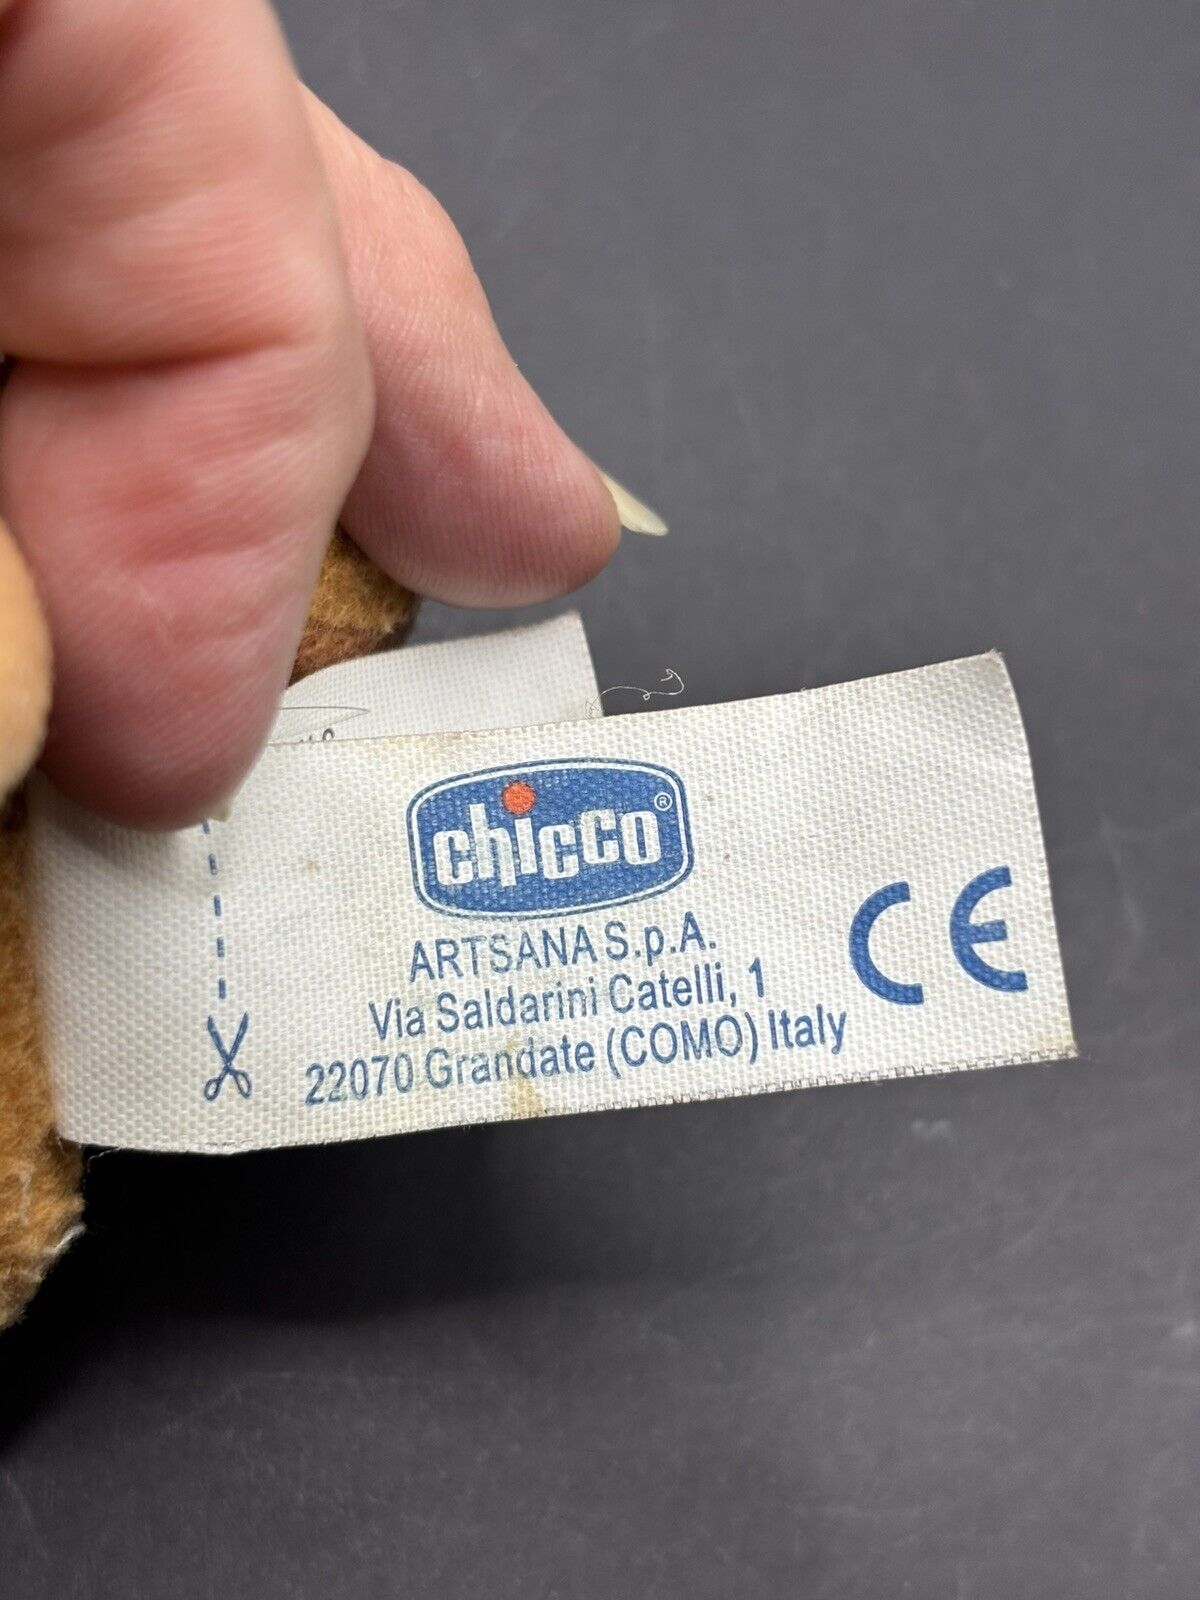 chicco ®
ARTSANA S.p.A.
Via Saldarini Catelli, 1
22070 Grandate (COMO) Italy
CE